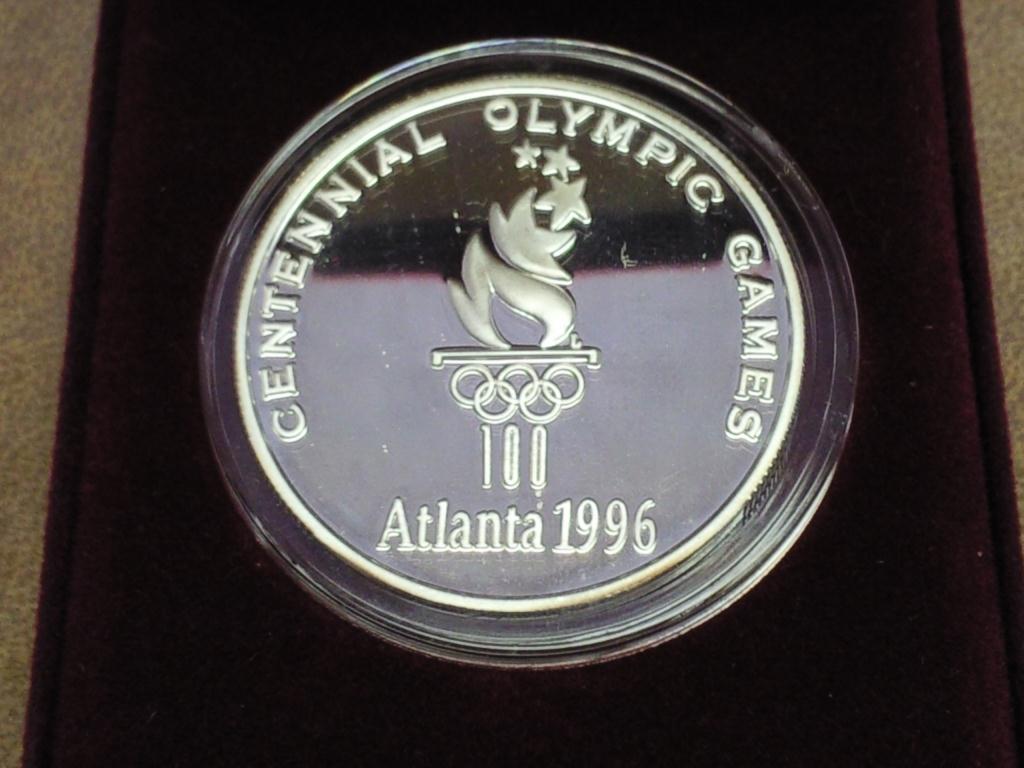 CENTENNIAL OLYMPIC GAMES
100
Atlanta 1996